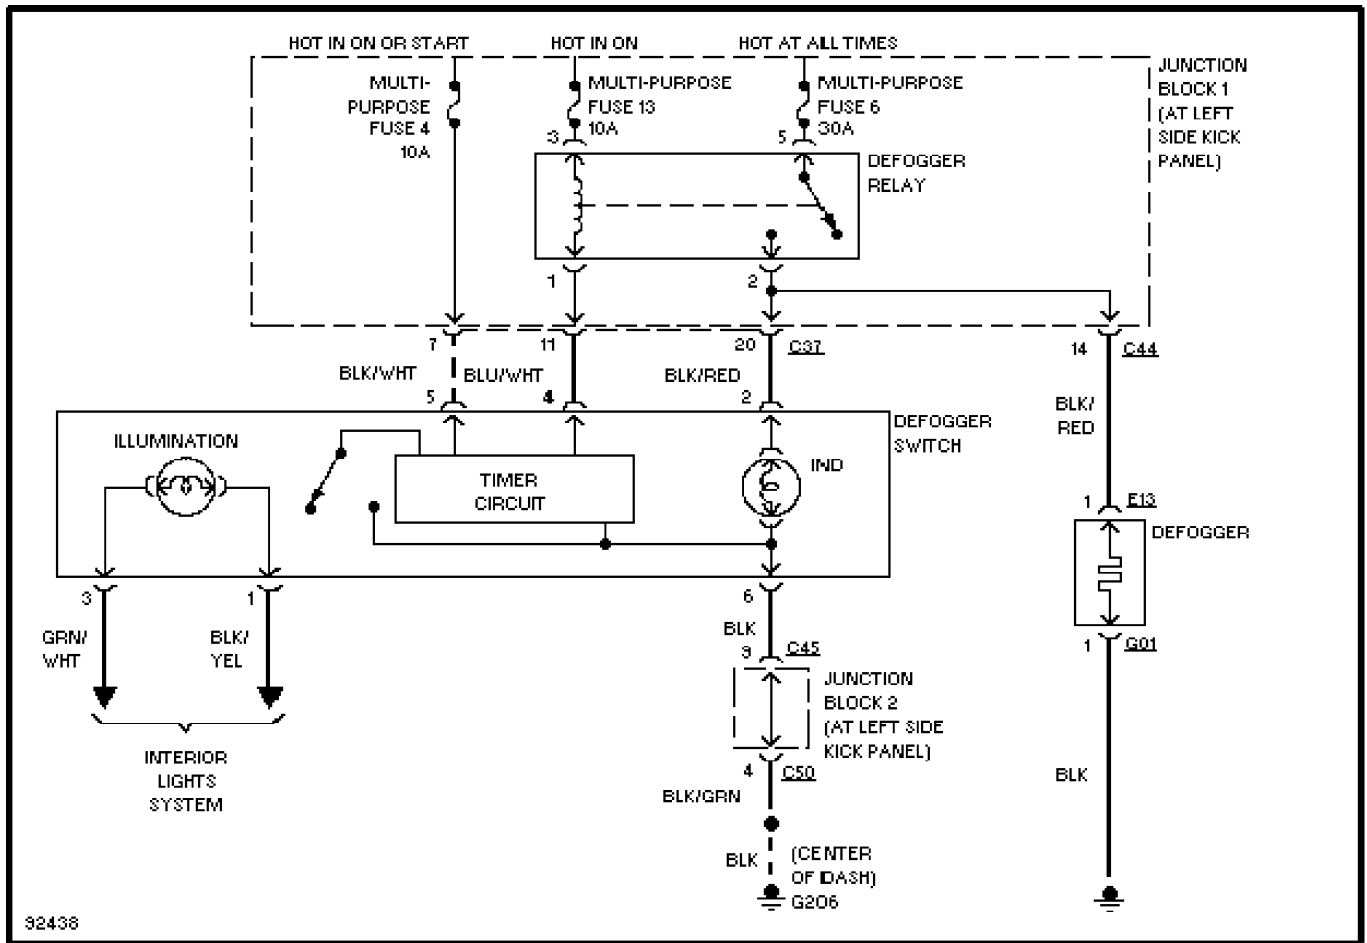 HOT IN ON OR START
HOT IN ON
HOT AT ALL TIMES
MULTI-
PURPOSE
FUSE 4
10A
MULTI-PURPOSE
FUSE 13
10A
MULTI-PURPOSE
FUSE 6
30A
JUNCTION
BLOCK 1
(AT LEFT
SIDE KICK
PANEL)
3
5
DEFOGGER
RELAY
1
2
7
11
20
C37
14
C44
BLK/WHT
BLU/WHT
BLK/RED
BLK/
RED
5
4
2
DEFOGGER
SWITCH
ILLUMINATION
TIMER
CIRCUIT
IND
1
E13
DEFOGGER
3
1
6
GRN/
WHT
BLK/
YEL
BLK
9
C45
1
G01
JUNCTION
BLOCK 2
(AT LEFT SIDE
KICK PANEL)
INTERIOR
LIGHTS
SYSTEM
4
C50
BLK/GRN
BLK
BLK
(CENTER
OF DASH)
G206
92438